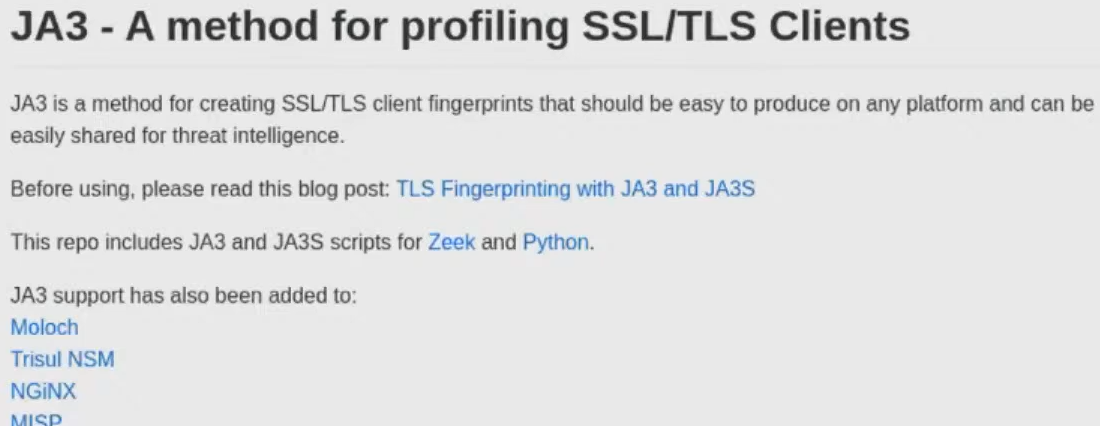 JA3 - A method for profiling SSL/TLS Clients
JA3 is a method for creating SSL/TLS client fingerprints that should be easy to produce on any platform and can be
easily shared for threat intelligence.
Before using, please read this blog post: TLS Fingerprinting with JA3 and JA3S
This repo includes JA3 and JA3S scripts for Zeek and Python.
JA3 support has also been added to:
Moloch
Trisul NSM
NGiNX
MISP